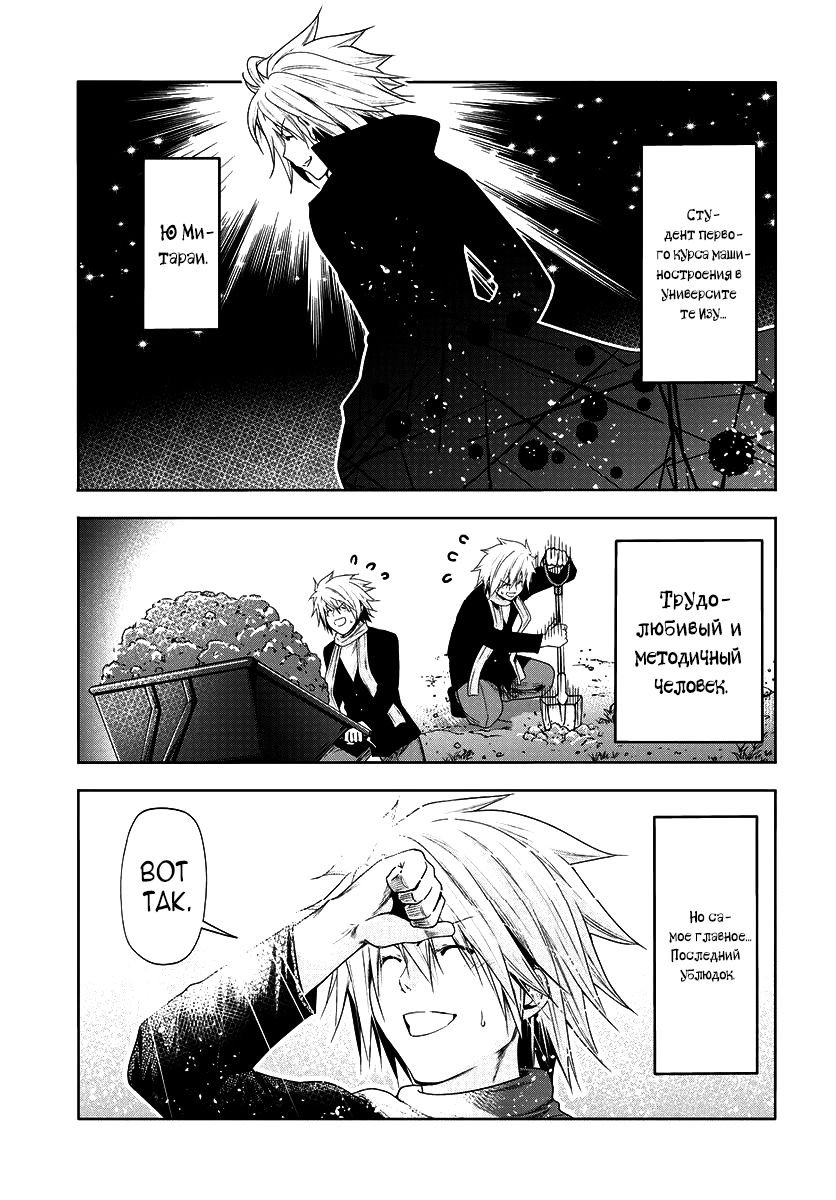 Сту-
дент перво-
го курса маши-
ностроения в
Университе
те Изу...
Ю Ми-
тараи.
Трудо-
любивый и
методичный
человек.
Но са-
мое главное...
Последний
ублюдок.
ВОТ
ТАК.